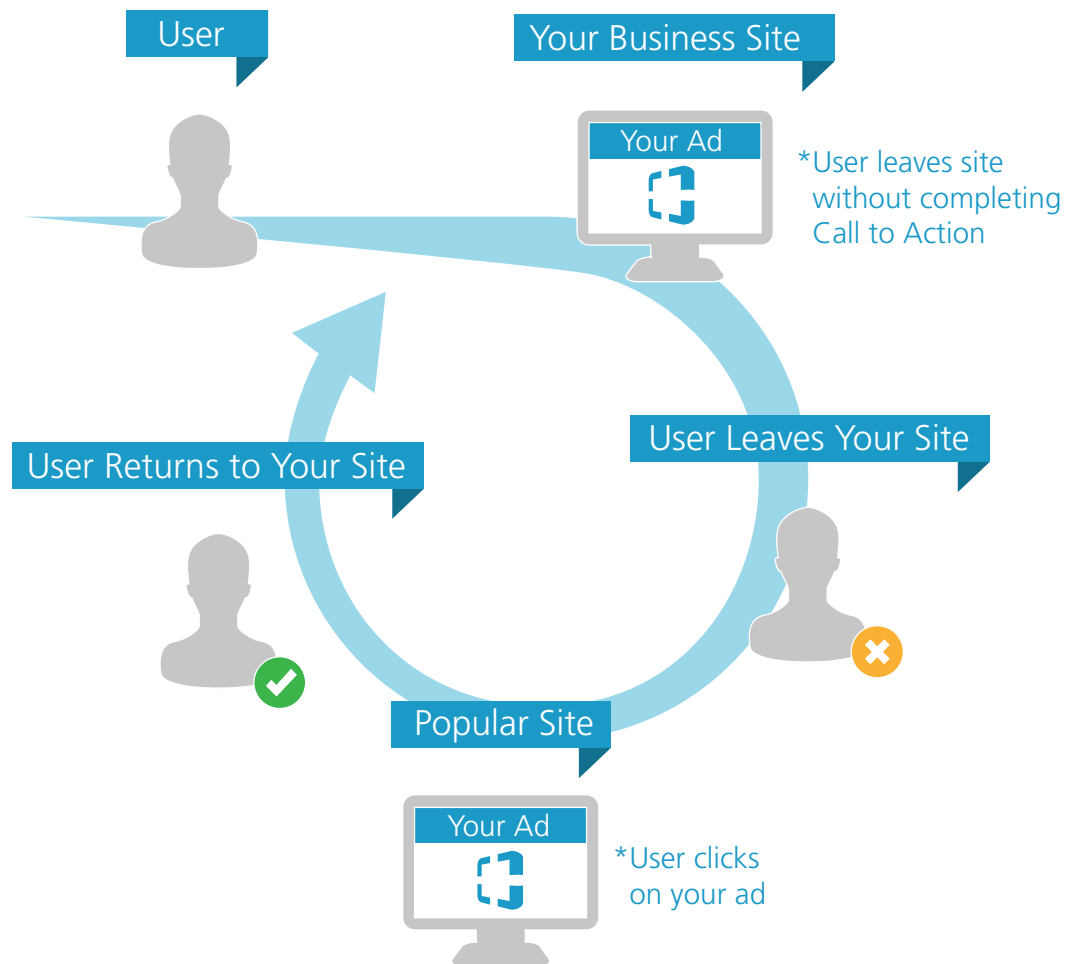 User
Your Business Site
Your Ad
*User leaves site
without completing
Call to Action
User Leaves Your Site
User Returns to Your Site
Popular Site
Your Ad
*User clicks
on your ad